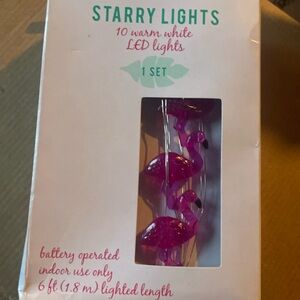 STARRY LIGHTS
10 warm white
LED lights
1 SET
battery operated
indoor use only
6 ft (1.8 m) lighted length